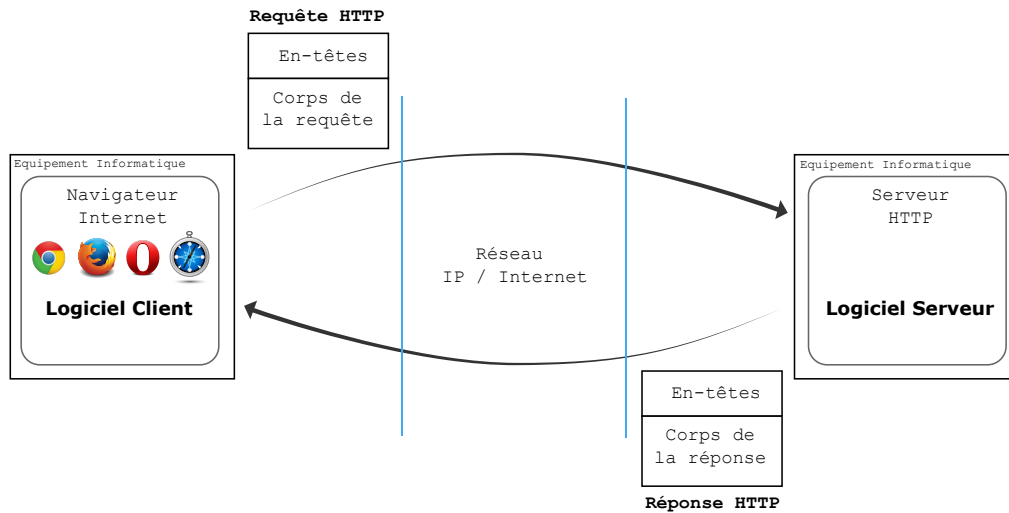 Requête HTTP
En-têtes
Corps de
la requête
Equipement Informatique
Navigateur
Internet
Logiciel Client
Réseau
IP / Internet
Equipement Informatique
Serveur
HTTP
Logiciel Serveur
En-têtes
Corps de
la réponse
Réponse HTTP